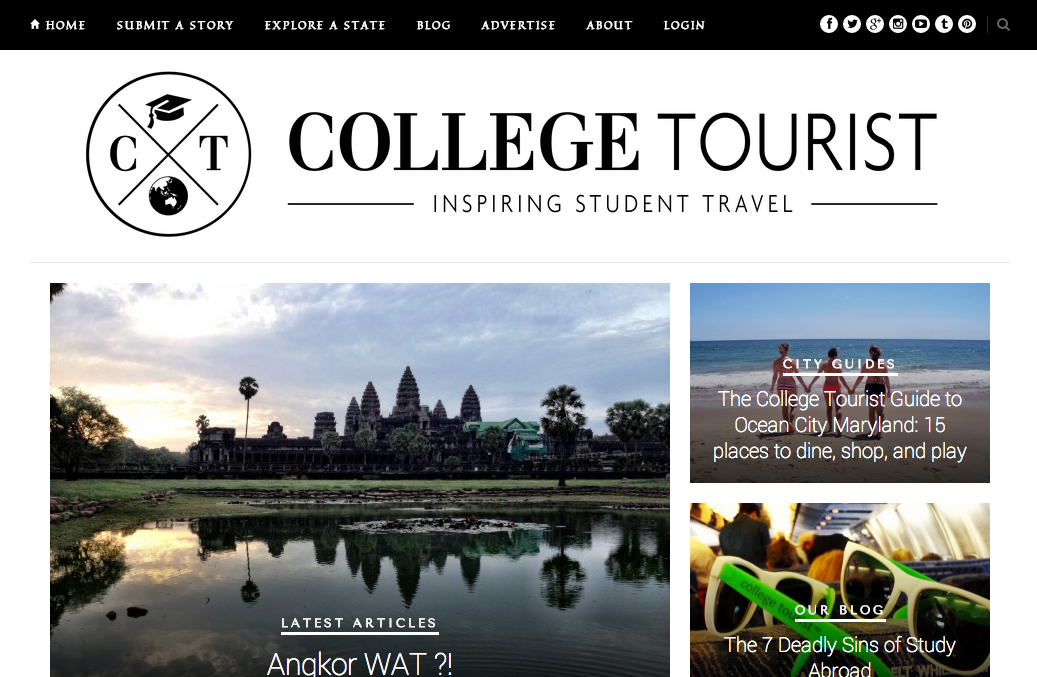 HOME SUBMIT A STORY EXPLORE A STATE BLOG ADVERTISE ABOUT LOGIN
C T
COLLEGE TOURIST
INSPIRING STUDENT TRAVEL
CITY GUIDES
The College Tourist Guide to
Ocean City Maryland: 15
places to dine, shop, and play
LATEST ARTICLES
Angkor WAT ?!
college tourist
OUR BLOG
The 7 Deadly Sins of Study
Abroad